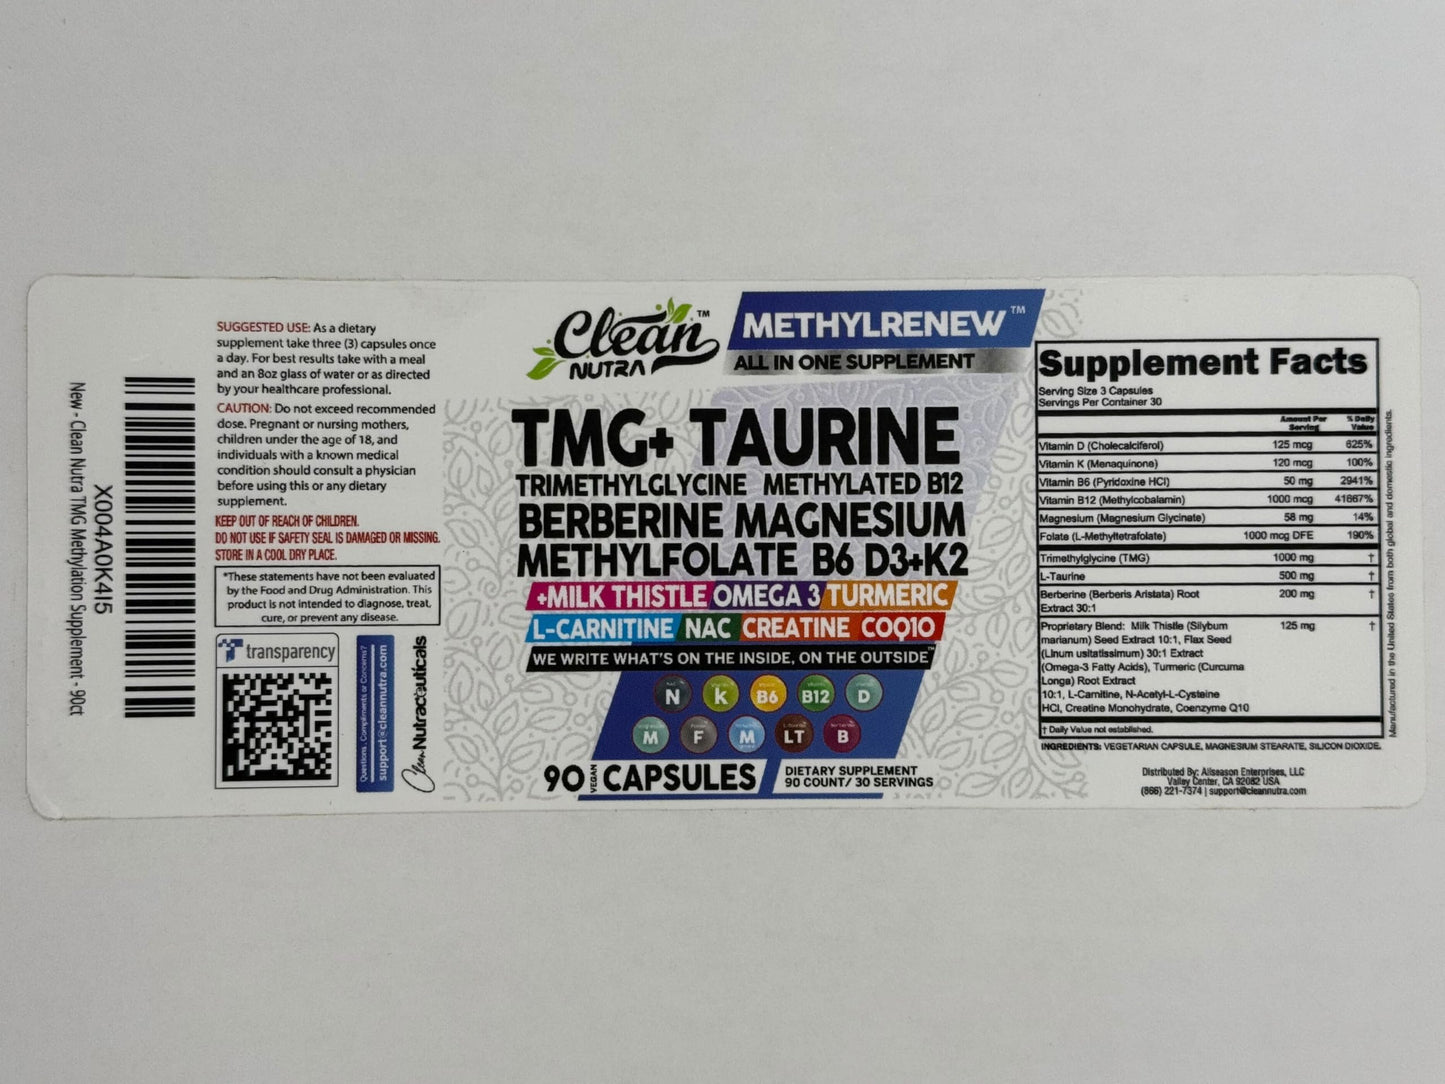 New - Clean Nutra TMG Methylation Supplement - 90ct
X004A0K4I5
SUGGESTED USE: As a dietary
supplement take three (3) capsules once
a day. For best results take with a meal
and an 8oz glass of water or as directed
by your healthcare professional.
CAUTION: Do not exceed recommended
dose. Pregnant or nursing mothers,
children under the age of 18, and
individuals with a known medical
condition should consult a physician
before using this or any dietary
supplement.
KEEP OUT OF REACH OF CHILDREN.
DO NOT USE IF SAFETY SEAL IS DAMAGED OR MISSING.
STORE IN A COOL DRY PLACE.
*These statements have not been evaluated
by the Food and Drug Administration. This
product is not intended to diagnose, treat,
cure, or prevent any disease.
transparency
Questions, Compliments or Concerns?
support@cleannutra.com
Clean Nutraceuticals
Clean™
NUTRA
METHYLRENEW™
ALL IN ONE SUPPLEMENT
TMG+ TAURINE
TRIMETHYLGLYCINE METHYLATED B12
BERBERINE MAGNESIUM
METHYLFOLATE B6 D3+K2
+MILK THISTLE OMEGA 3 TURMERIC
L-CARNITINE NAC CREATINE COQ10
WE WRITE WHAT'S ON THE INSIDE, ON THE OUTSIDE™
N K B6 B12 D
M F M LT B
90 VEGAN CAPSULES
DIETARY SUPPLEMENT
90 COUNT/ 30 SERVINGS
Supplement Facts
Serving Size 3 Capsules
Servings Per Container 30
Amount Per Serving % Daily Value
Vitamin D (Cholecalciferol) 125 mcg 625%
Vitamin K (Menaquinone) 120 mcg 100%
Vitamin B6 (Pyridoxine HCl) 50 mg 2941%
Vitamin B12 (Methylcobalamin) 1000 mcg 41667%
Magnesium (Magnesium Glycinate) 58 mg 14%
Folate (L-Methyltetrafolate) 1000 mcg DFE 190%
Trimethylglycine (TMG) 1000 mg †
L-Taurine 500 mg †
Berberine (Berberis Aristata) Root 200 mg †
Extract 30:1
Proprietary Blend: Milk Thistle (Silybum 125 mg †
marianum) Seed Extract 10:1, Flax Seed
(Linum usitatissimum) 30:1 Extract
(Omega-3 Fatty Acids), Turmeric (Curcuma
Longa) Root Extract
10:1, L-Carnitine, N-Acetyl-L-Cysteine
HCl, Creatine Monohydrate, Coenzyme Q10
† Daily Value not established.
INGREDIENTS: VEGETARIAN CAPSULE, MAGNESIUM STEARATE, SILICON DIOXIDE.
Distributed By: Allseason Enterprises, LLC
Valley Center, CA 92082 USA
(866) 221-7374 | support@cleannutra.com
Manufactured in the United States from both global and domestic ingredients.